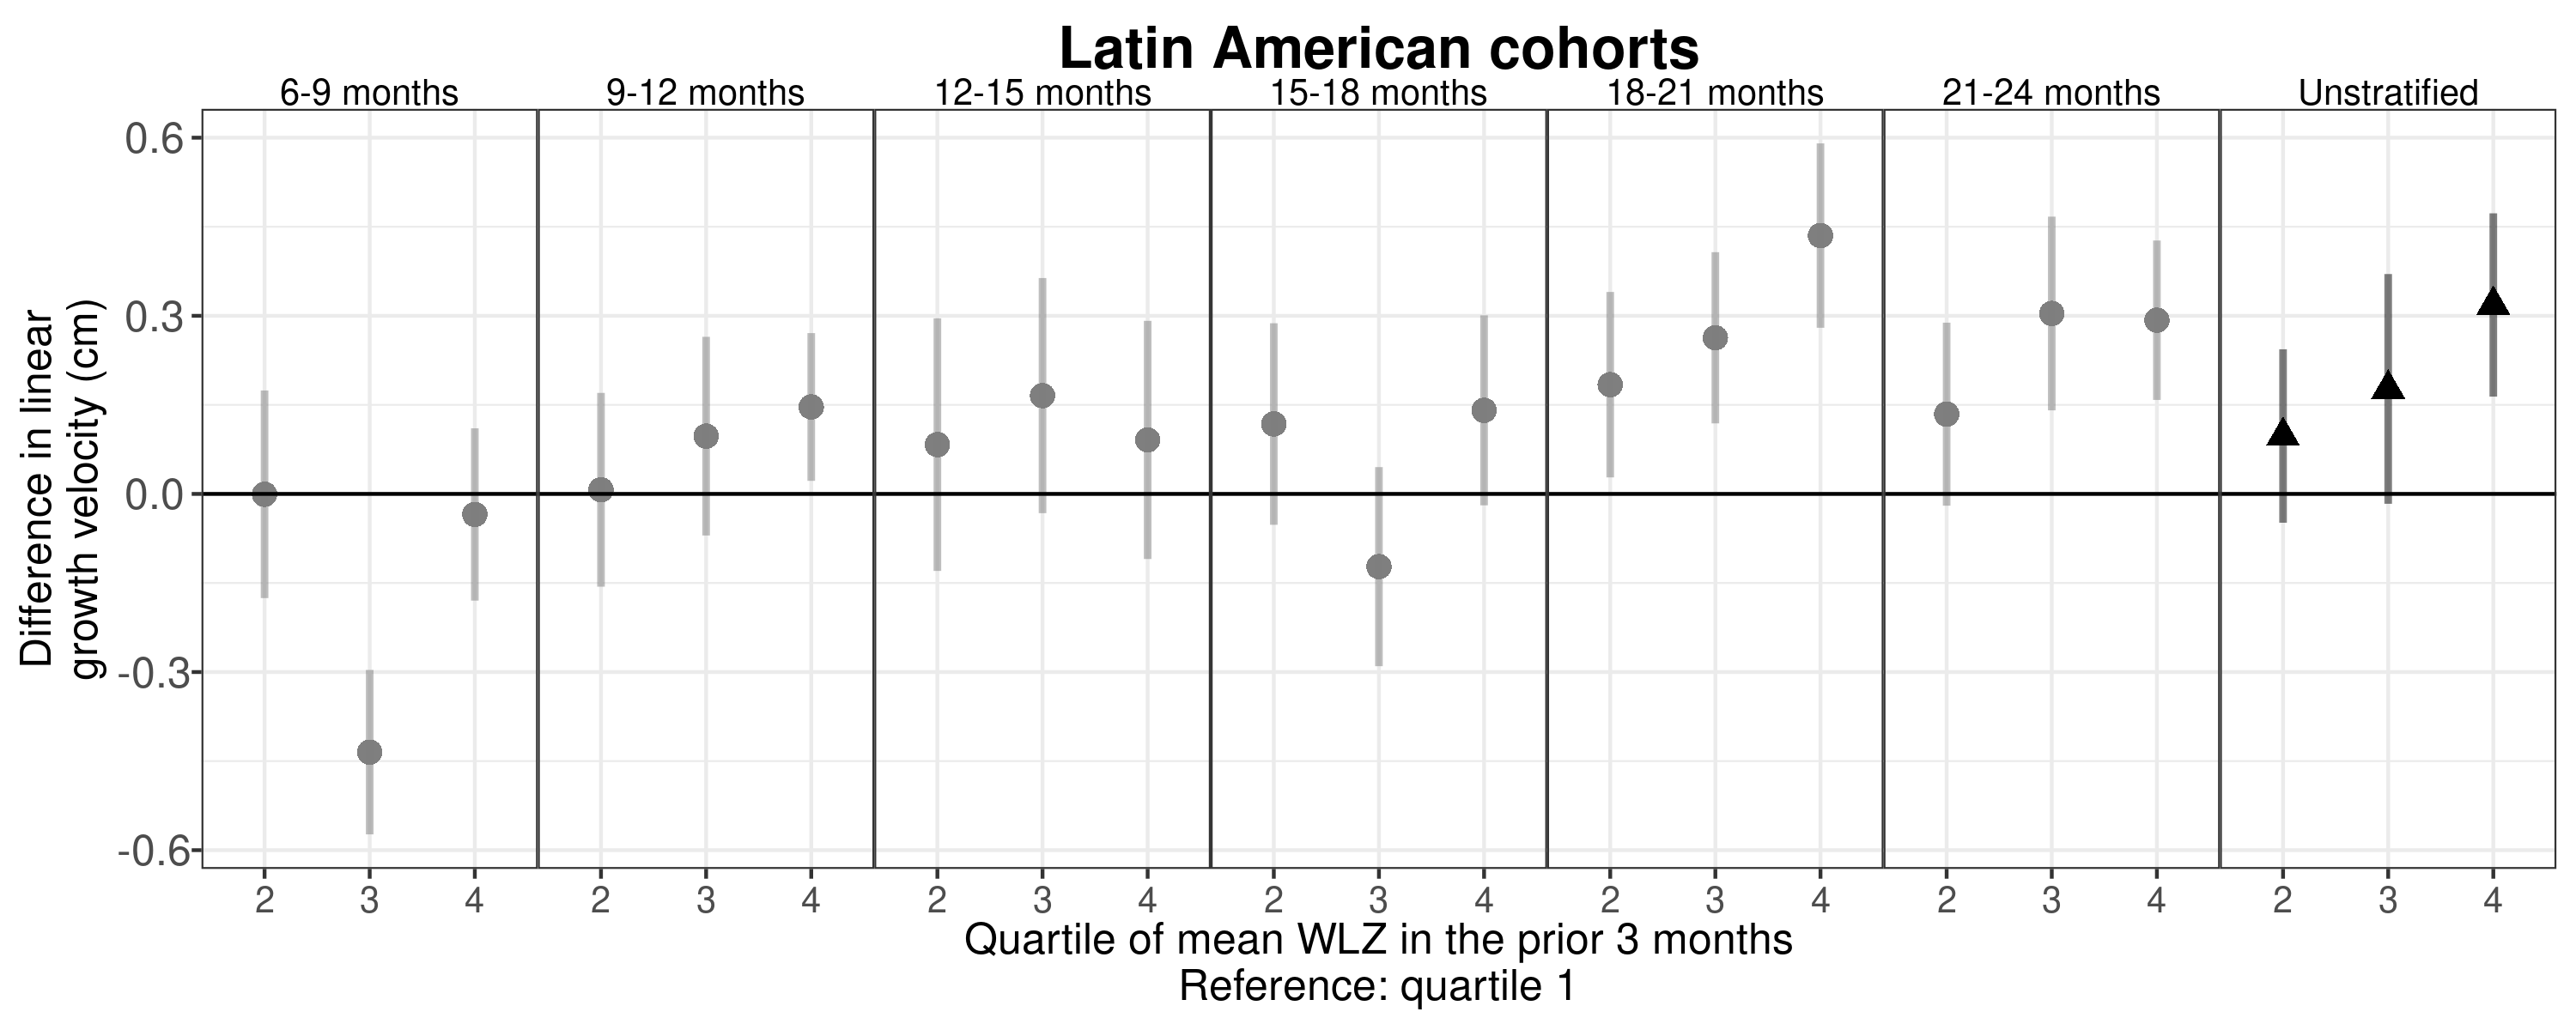 Latin American cohorts
6-9 months 9-12 months 12-15 months 15-18 months 18-21 months 21-24 months Unstratified
Difference in linear
growth velocity (cm)
0.6
0.3
0.0
-0.3
-0.6
2 3 4 2 3 4 2 3 4 2 3 4 2 3 4 2 3 4 2 3 4
Quartile of mean WLZ in the prior 3 months
Reference: quartile 1